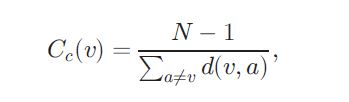 C_c(v) = \frac{N - 1}{\sum_{a \neq v} d(v, a)},